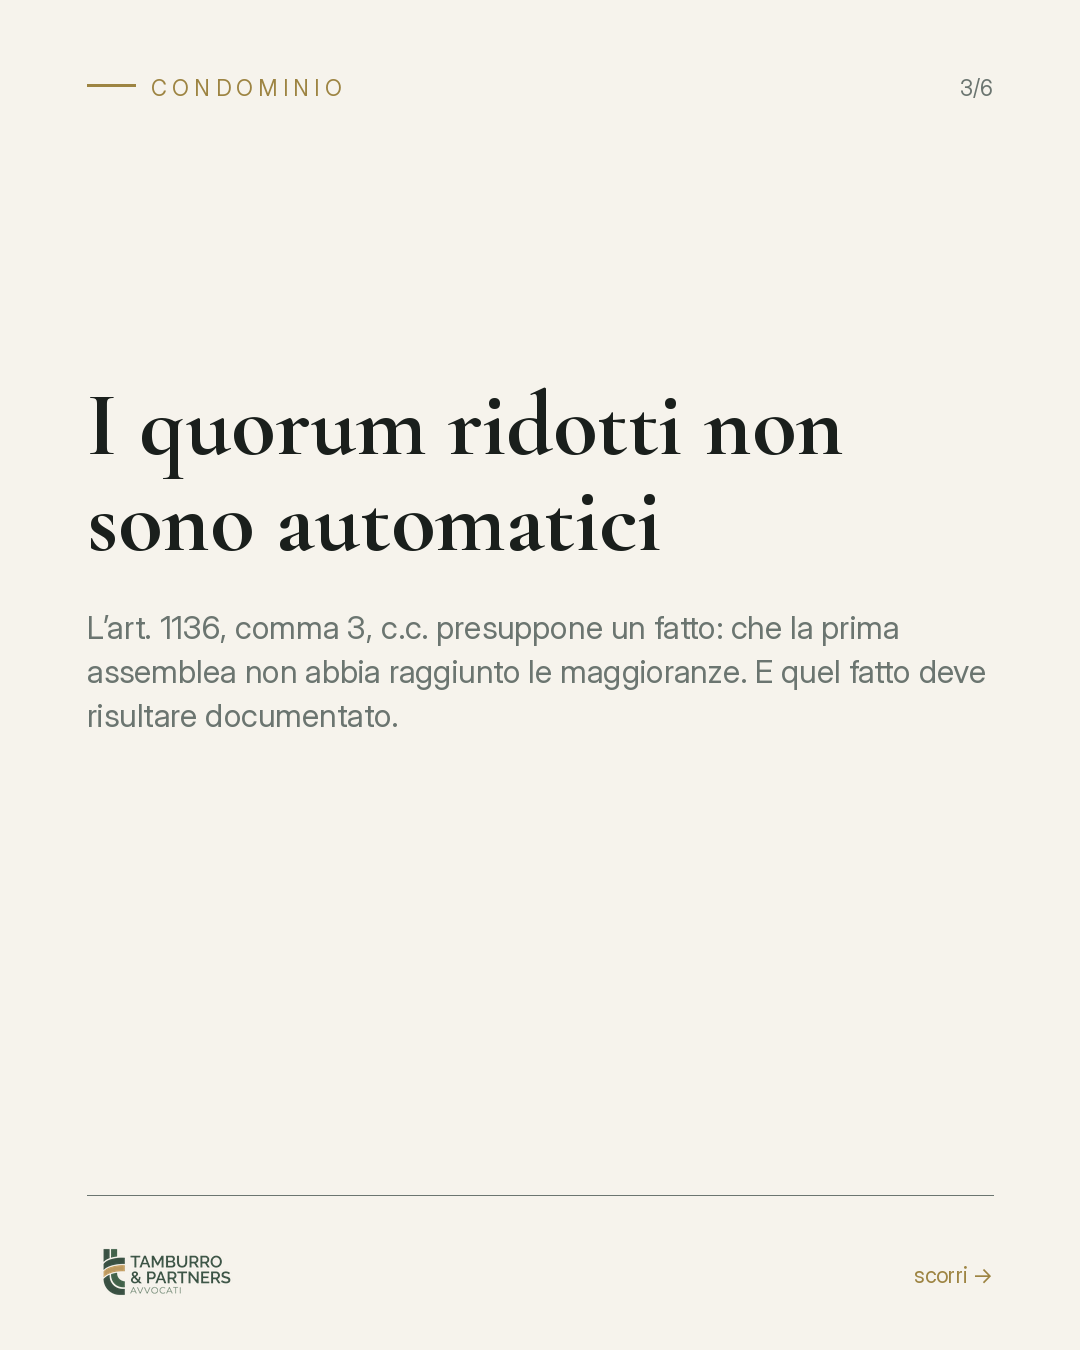 CONDOMINIO
3/6
I quorum ridotti non
sono automatici
L’art. 1136, comma 3, c.c. presuppone un fatto: che la prima
assemblea non abbia raggiunto le maggioranze. E quel fatto deve
risultare documentato.
TAMBURRO
& PARTNERS
AVVOCATI
scorri →